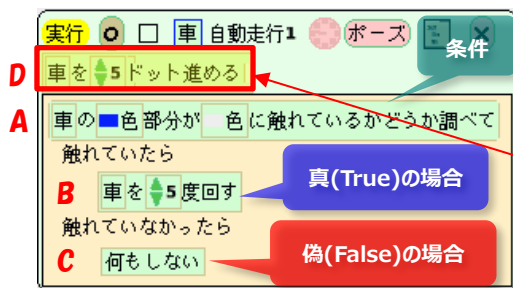 実行 ○ □ 車 自動走行1 ポーズ
条件
D 車を5ドット進める
A 車の色部分が 色に触れているかどうか調べて
触れていたら
B 車を5度回す
真(True)の場合
触れていなかったら
C 何もしない
偽(False)の場合